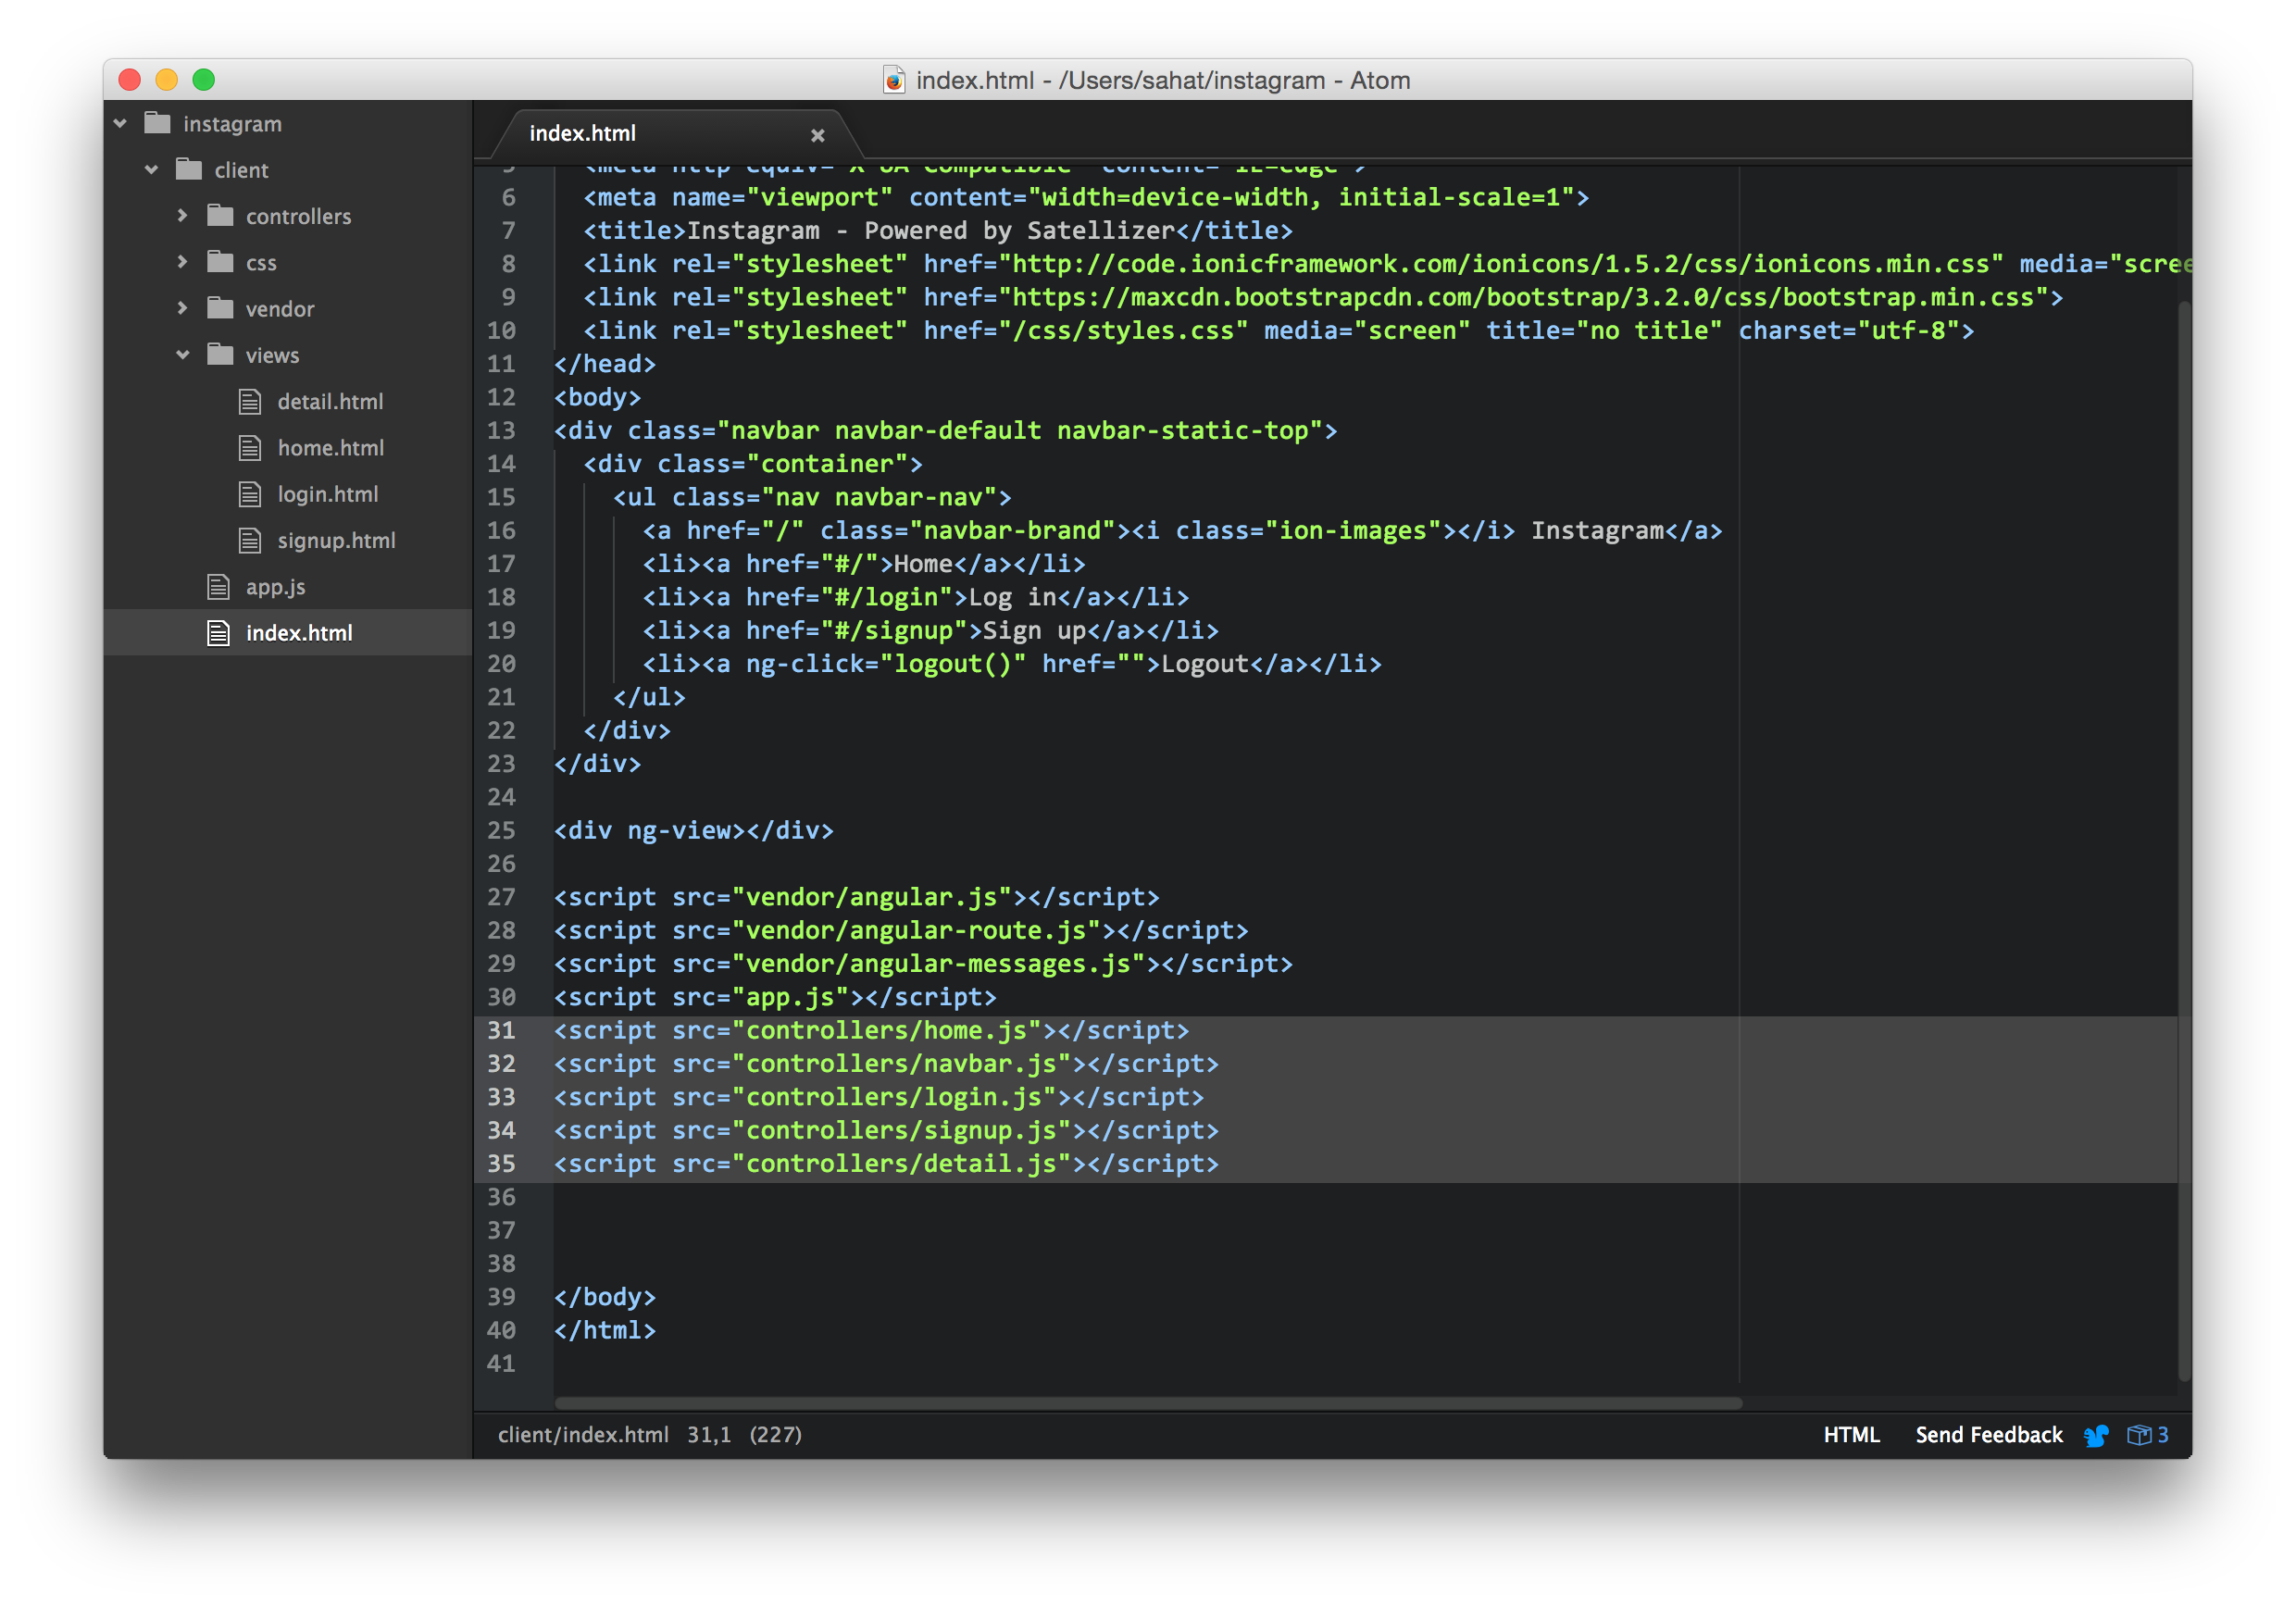 index.html - /Users/sahat/instagram - Atom
instagram
client
controllers
css
vendor
views
detail.html
home.html
login.html
signup.html
app.js
index.html
index.html
5   <meta http-equiv="X-UA-Compatible" content="IE=edge">
6   <meta name="viewport" content="width=device-width, initial-scale=1">
7   <title>Instagram - Powered by Satellizer</title>
8   <link rel="stylesheet" href="http://code.ionicframework.com/ionicons/1.5.2/css/ionicons.min.css" media="scree
9   <link rel="stylesheet" href="https://maxcdn.bootstrapcdn.com/bootstrap/3.2.0/css/bootstrap.min.css">
10   <link rel="stylesheet" href="/css/styles.css" media="screen" title="no title" charset="utf-8">
11 </head>
12 <body>
13 <div class="navbar navbar-default navbar-static-top">
14   <div class="container">
15     <ul class="nav navbar-nav">
16       <a href="/" class="navbar-brand"><i class="ion-images"></i> Instagram</a>
17       <li><a href="#/">Home</a></li>
18       <li><a href="#/login">Log in</a></li>
19       <li><a href="#/signup">Sign up</a></li>
20       <li><a ng-click="logout()" href="">Logout</a></li>
21     </ul>
22   </div>
23 </div>
24
25 <div ng-view></div>
26
27 <script src="vendor/angular.js"></script>
28 <script src="vendor/angular-route.js"></script>
29 <script src="vendor/angular-messages.js"></script>
30 <script src="app.js"></script>
31 <script src="controllers/home.js"></script>
32 <script src="controllers/navbar.js"></script>
33 <script src="controllers/login.js"></script>
34 <script src="controllers/signup.js"></script>
35 <script src="controllers/detail.js"></script>
36
37
38
39 </body>
40 </html>
41
client/index.html 31,1 (227)
HTML Send Feedback 3